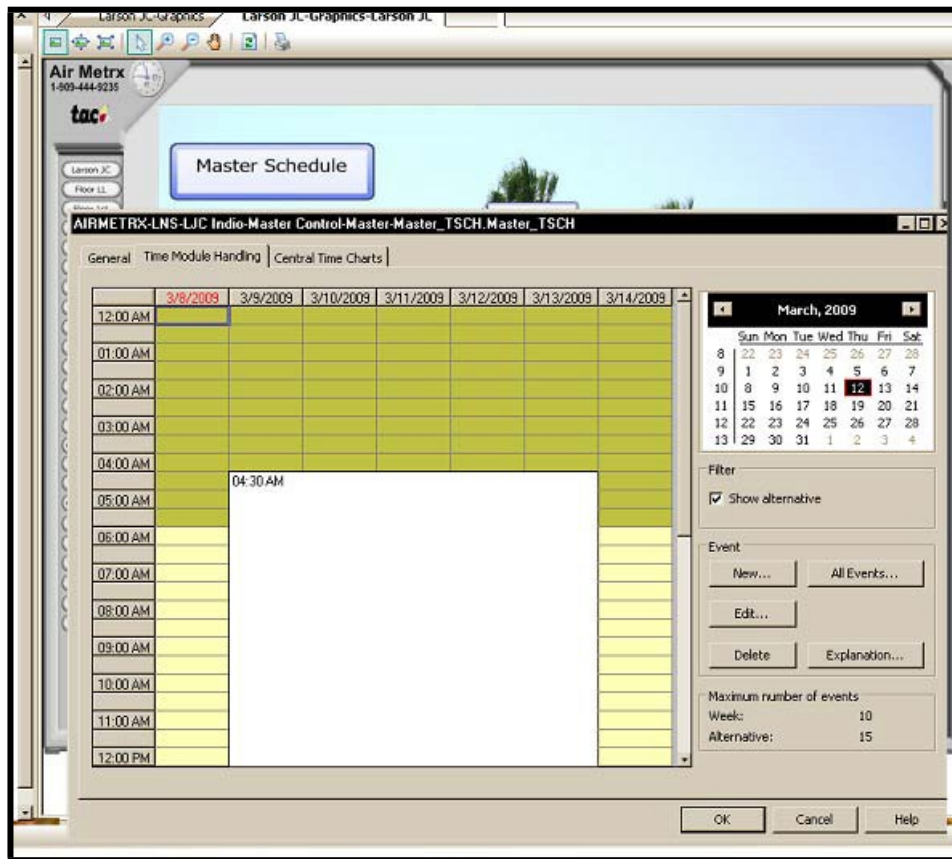 Larson JC-Graphics
Larson JC-Graphics-Larson JC
Air Metrx
1-909-444-9235
tac
Larson JC
Floor LL
Master Schedule
AIRMETRX-LNS-LJC Indio-Master Control-Master-Master_TSCH.Master_TSCH
General Time Module Handling Central Time Charts
3/8/2009 3/9/2009 3/10/2009 3/11/2009 3/12/2009 3/13/2009 3/14/2009
12:00 AM
01:00 AM
02:00 AM
03:00 AM
04:00 AM
04:30 AM
05:00 AM
06:00 AM
07:00 AM
08:00 AM
09:00 AM
10:00 AM
11:00 AM
12:00 PM
March, 2009
Sun Mon Tue Wed Thu Fri Sat
8 22 23 24 25 26 27 28
9 1 2 3 4 5 6 7
10 8 9 10 11 12 13 14
11 15 16 17 18 19 20 21
12 22 23 24 25 26 27 28
13 29 30 31 1 2 3 4
Filter
Show alternative
Event
New... All Events...
Edit...
Delete Explanation...
Maximum number of events
Week: 10
Alternative: 15
OK Cancel Help